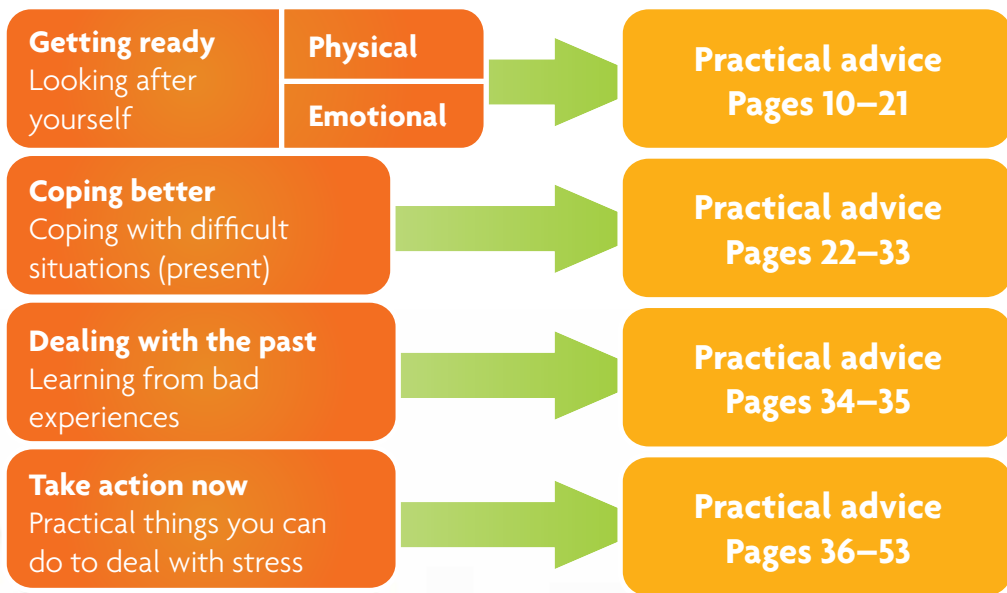 Getting ready
Looking after
yourself
Physical
Emotional
Practical advice
Pages 10–21
Coping better
Coping with difficult
situations (present)
Practical advice
Pages 22–33
Dealing with the past
Learning from bad
experiences
Practical advice
Pages 34–35
Take action now
Practical things you can
do to deal with stress
Practical advice
Pages 36–53